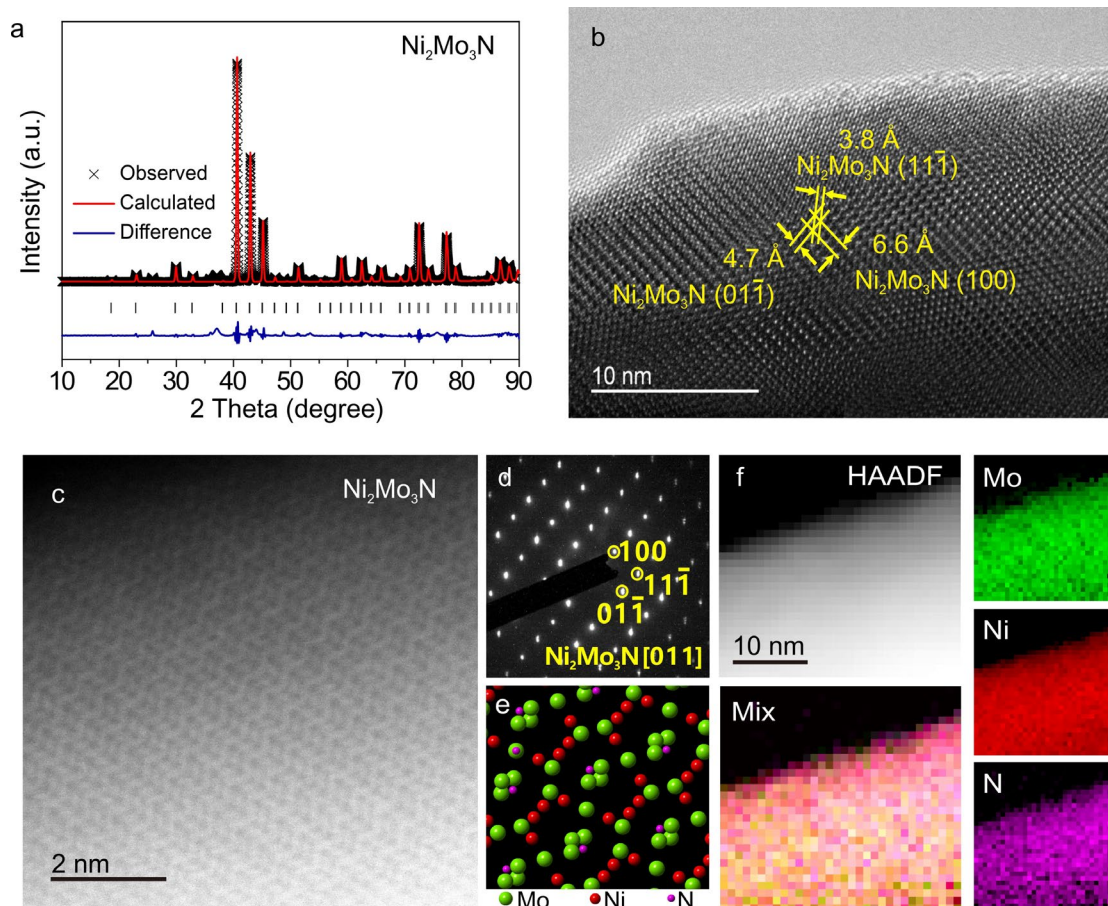 a
Ni₂Mo₃N
Intensity (a.u.)
Observed
Calculated
Difference
10 20 30 40 50 60 70 80 90
2 Theta (degree)
b
3.8 Å
Ni₂Mo₃N (11̅1̅)
4.7 Å
6.6 Å
Ni₂Mo₃N (011̅)
Ni₂Mo₃N (100)
10 nm
c
Ni₂Mo₃N
2 nm
d
100
111̅
011̅
Ni₂Mo₃N[011]
e
Mo Ni N
f
HAADF
10 nm
Mix
Mo
Ni
N